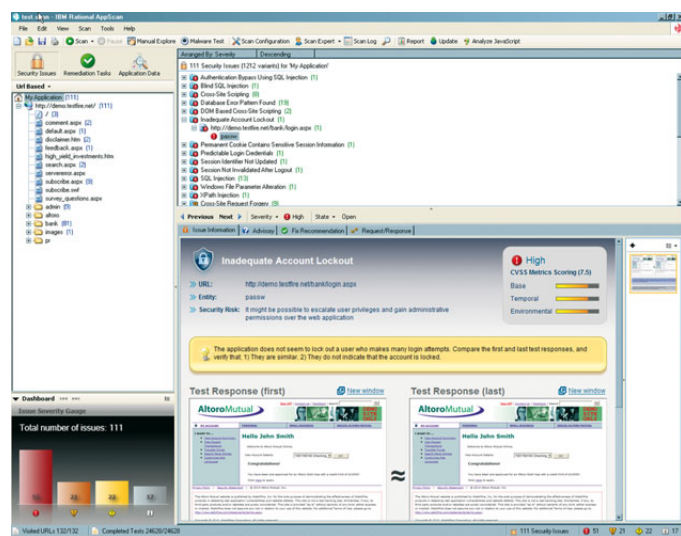 test.scan - IBM Rational AppScan
File Edit View Scan Tools Help
Scan Pause Manual Explore Malware Test Scan Configuration Scan Expert Scan Log Report Update Analyze JavaScript
Security Issues Remediation Tasks Application Data
Url Based
My Application (111)
http://demo.testfire.net/ (111)
/ (3)
comment.aspx (2)
default.aspx (1)
disclaimer.htm (2)
feedback.aspx (1)
high_yield_investments.htm
search.aspx (2)
servererror.aspx
subscribe.aspx (9)
subscribe.swf
survey_questions.aspx
admin (9)
altoro
bank (81)
images (1)
pr
Arranged By: Severity Descending
111 Security Issues (1212 variants) for 'My Application'
Authentication Bypass Using SQL Injection (1)
Blind SQL Injection (1)
Cross-Site Scripting (8)
Database Error Pattern Found (19)
DOM Based Cross-Site Scripting (2)
Inadequate Account Lockout (1)
http://demo.testfire.net/bank/login.aspx (1)
passw
Permanent Cookie Contains Sensitive Session Information (1)
Predictable Login Credentials (1)
Session Identifier Not Updated (1)
Session Not Invalidated After Logout (1)
SQL Injection (13)
Windows File Parameter Alteration (1)
XPath Injection (1)
Cross-Site Request Forgery (9)
Previous Next Severity High State Open
Issue Information Advisory Fix Recommendation Request/Response
Inadequate Account Lockout
URL: http://demo.testfire.net/bank/login.aspx
Entity: passw
Security Risk: It might be possible to escalate user privileges and gain administrative
permissions over the web application
High
CVSS Metrics Scoring (7.5)
Base
Temporal
Environmental
The application does not seem to lock out a user who makes many login attempts. Compare the first and last test responses, and
verify that: 1) They are similar. 2) They do not indicate that the account is locked.
Test Response (first) New window
AltoroMutual
Hello John Smith
Congratulations!
≈
Test Response (last) New window
AltoroMutual
Hello John Smith
Congratulations!
Dashboard
Issue Severity Gauge
Total number of issues: 111
Visited URLs 132/132 Completed Tests 24628/24628 111 Security Issues 51 21 22 17